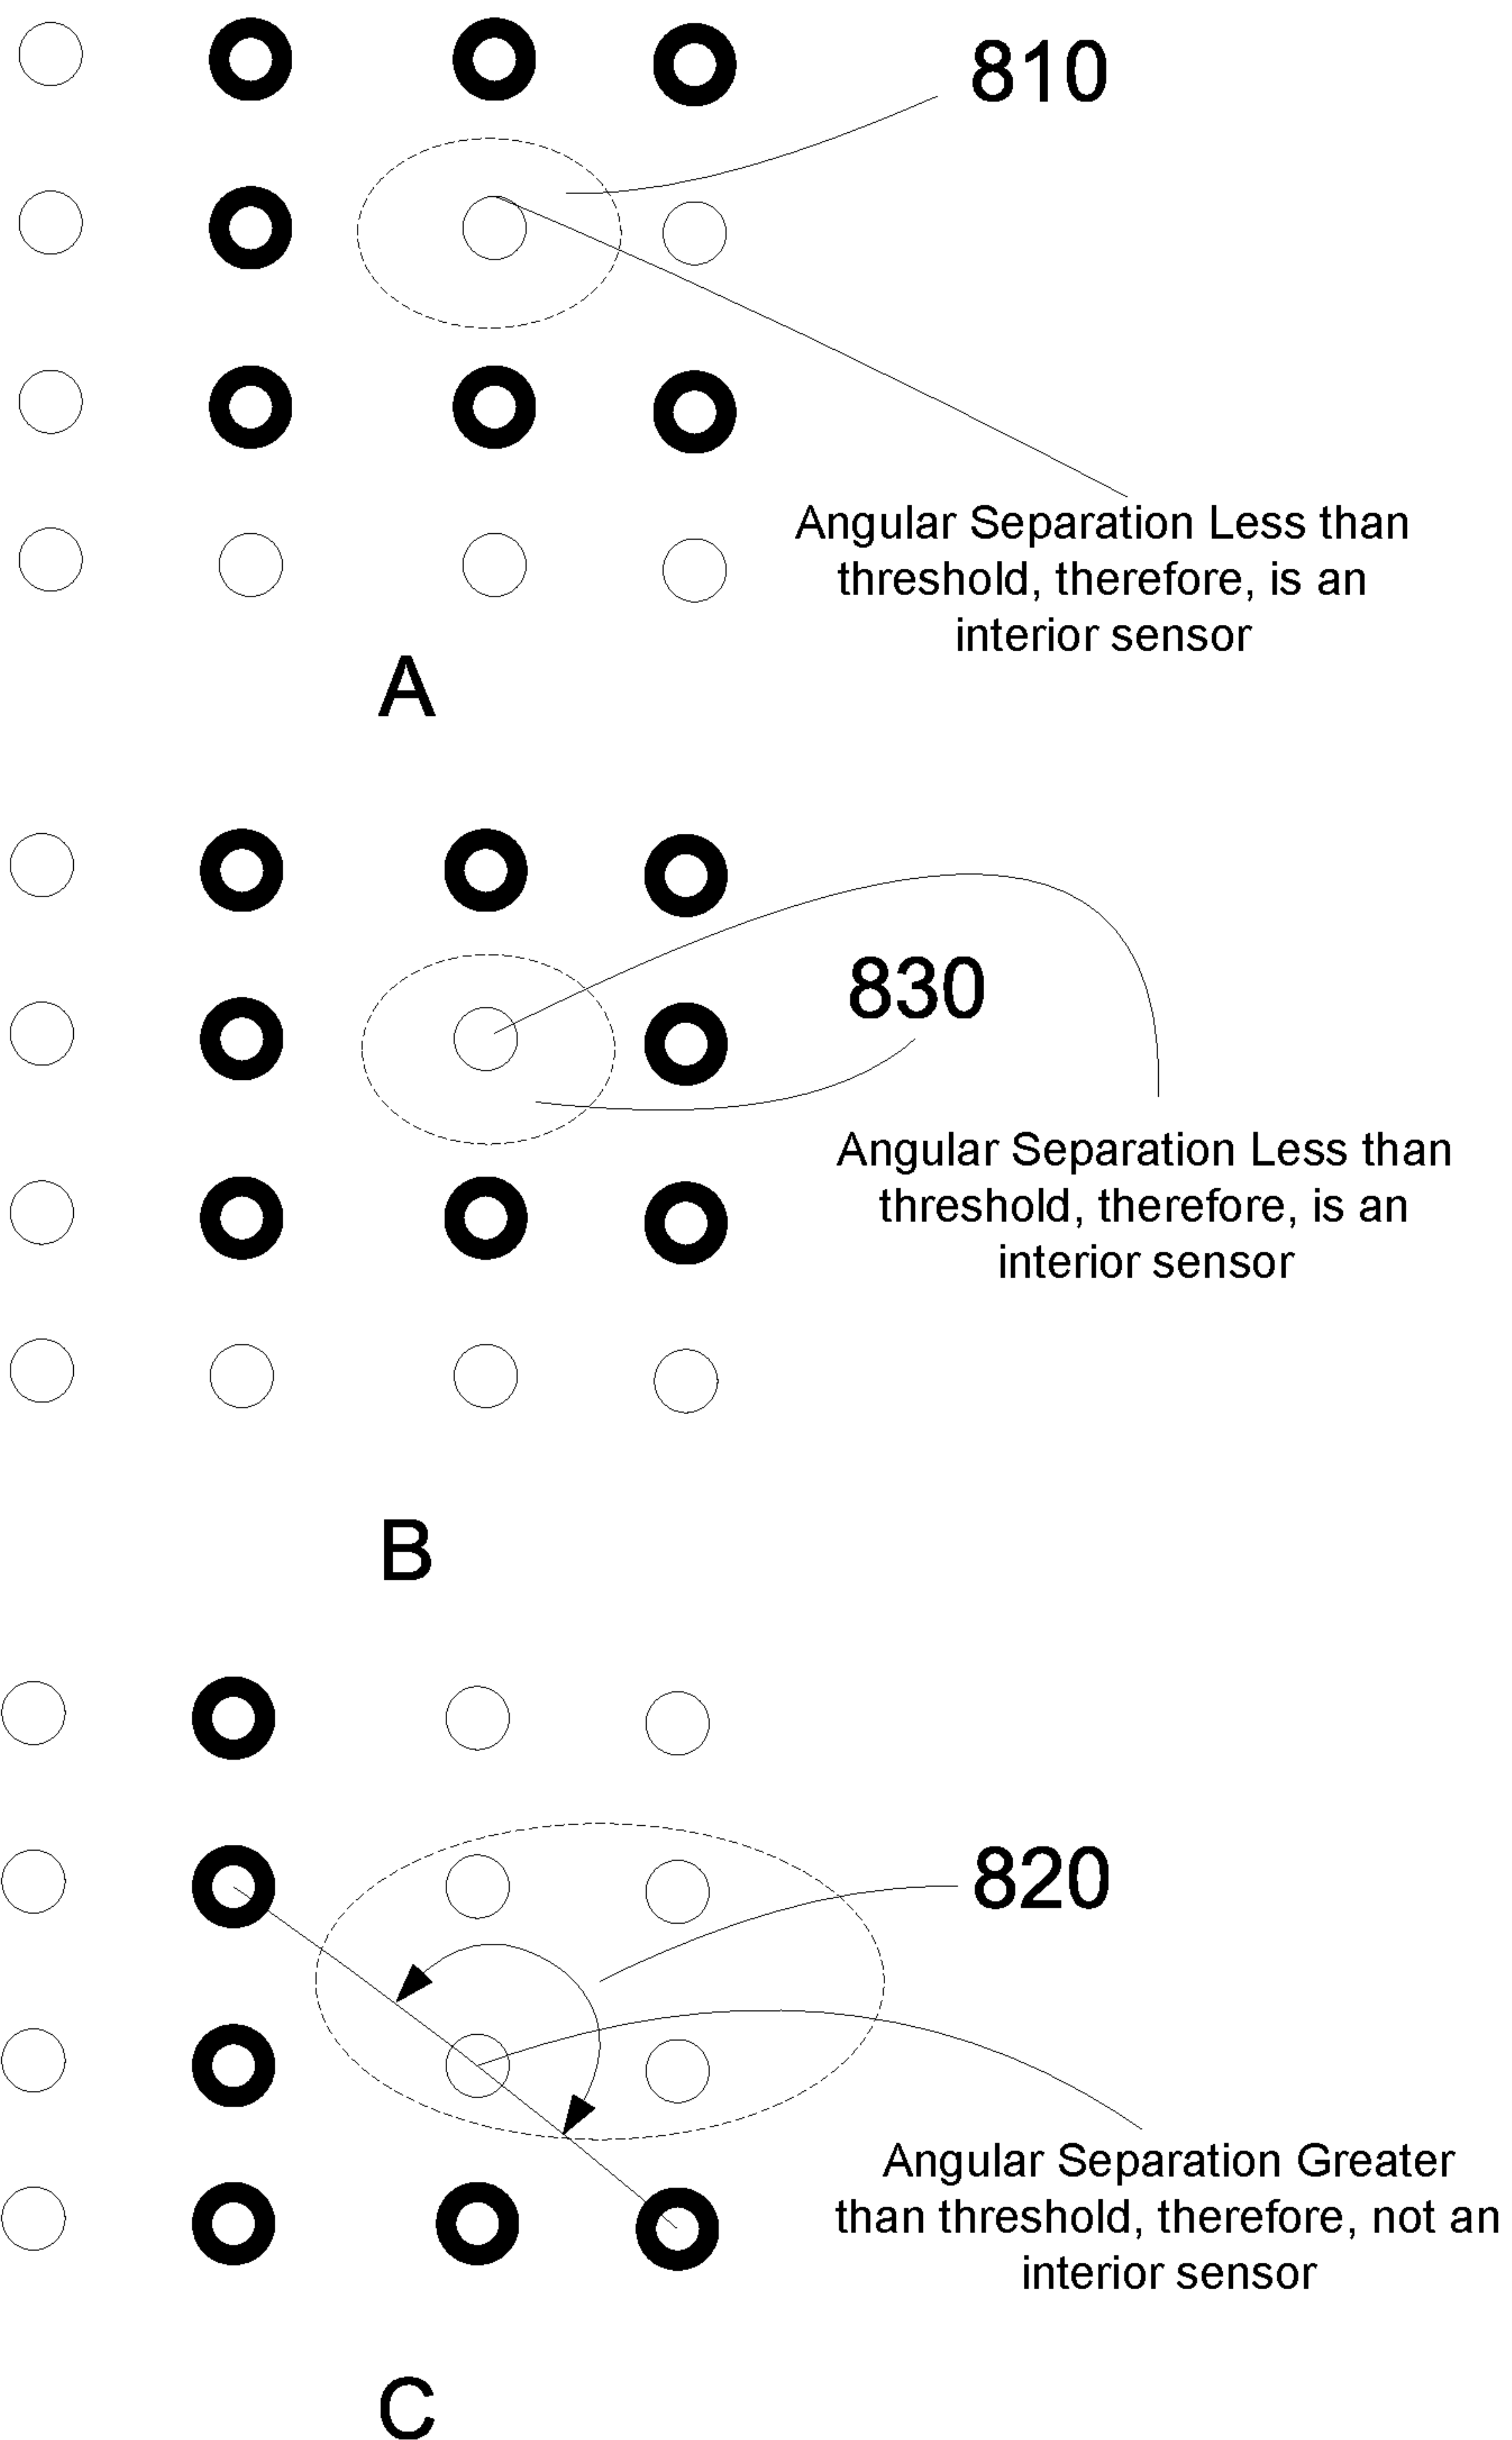 810
Angular Separation Less than
threshold, therefore, is an
interior sensor
A
830
Angular Separation Less than
threshold, therefore, is an
interior sensor
B
820
Angular Separation Greater
than threshold, therefore, not an
interior sensor
C